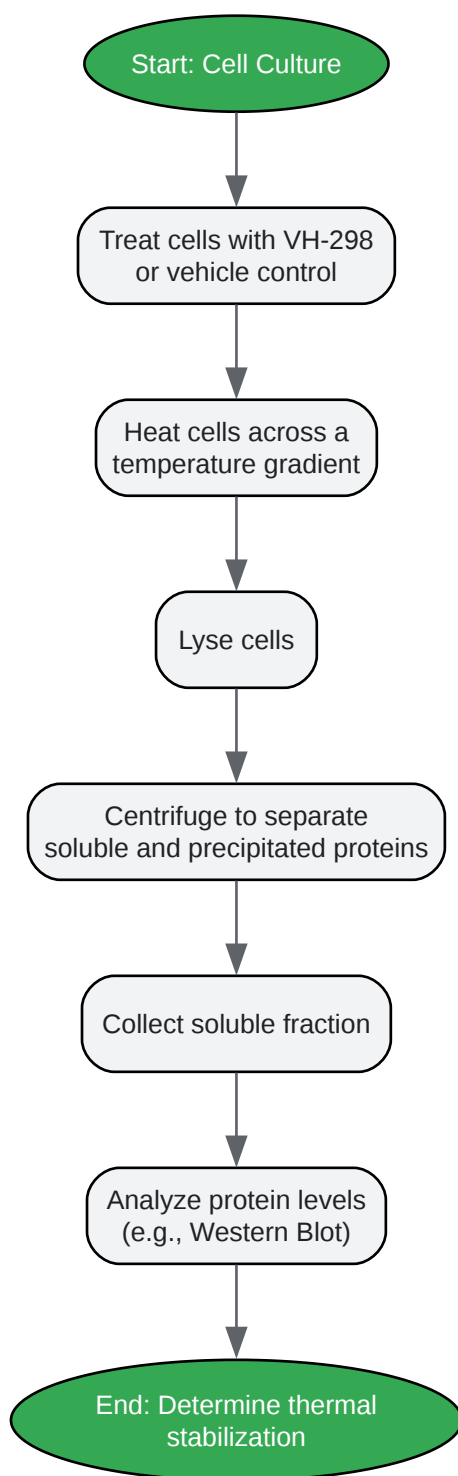 Start: Cell Culture
Treat cells with VH-298
or vehicle control
Heat cells across a
temperature gradient
Lyse cells
Centrifuge to separate
soluble and precipitated proteins
Collect soluble fraction
Analyze protein levels
(e.g., Western Blot)
End: Determine thermal
stabilization